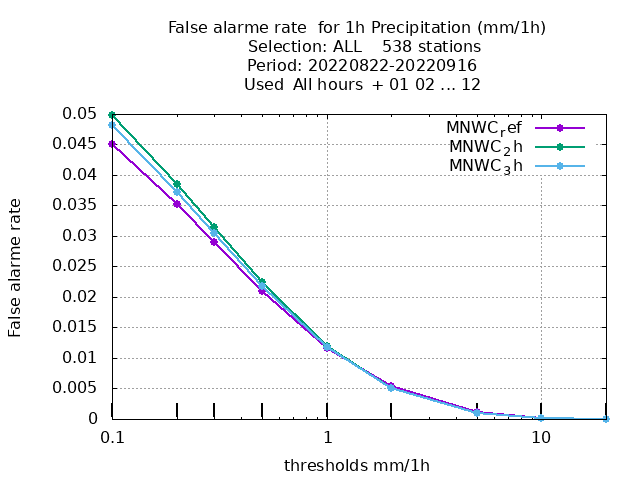 False alarme rate  for 1h Precipitation (mm/1h)
Selection: ALL    538 stations
Period: 20220822-20220916
Used  All hours  + 01 02 ... 12
MNWC_ref
MNWC_2h
MNWC_3h
0.05
0.045
0.04
0.035
0.03
0.025
0.02
0.015
0.01
0.005
0
False alarme rate
0.1 1 10
thresholds mm/1h